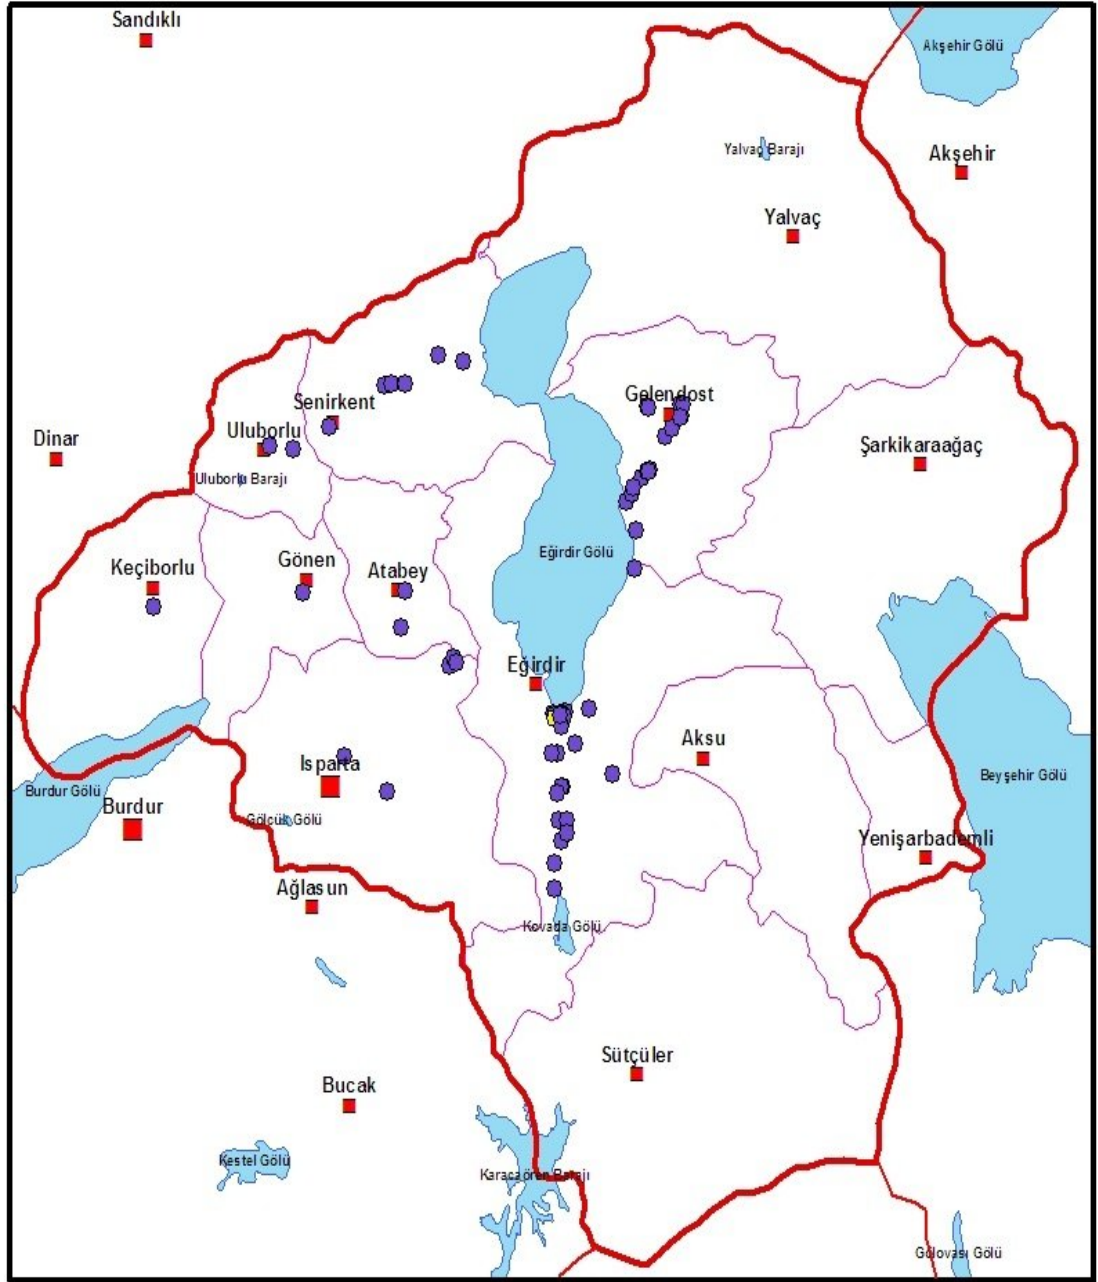 Sandıklı
Akşehir Gölü
Yalvaç Barajı
Akşehir
Yalvaç
Gelendost
Senirkent
Uluborlu
Dinar
Şarkikaraağaç
Uluborlu Barajı
Eğirdir Gölü
Gönen
Keçiborlu
Atabey
Eğirdir
Aksu
Isparta
Beyşehir Gölü
Burdur Gölü
Burdur
Gölcük Gölü
Yenişarbademli
Ağlasun
Kovada Gölü
Sütçüler
Bucak
Kestel Gölü
Karacaören Barajı
Gölovası Gölü